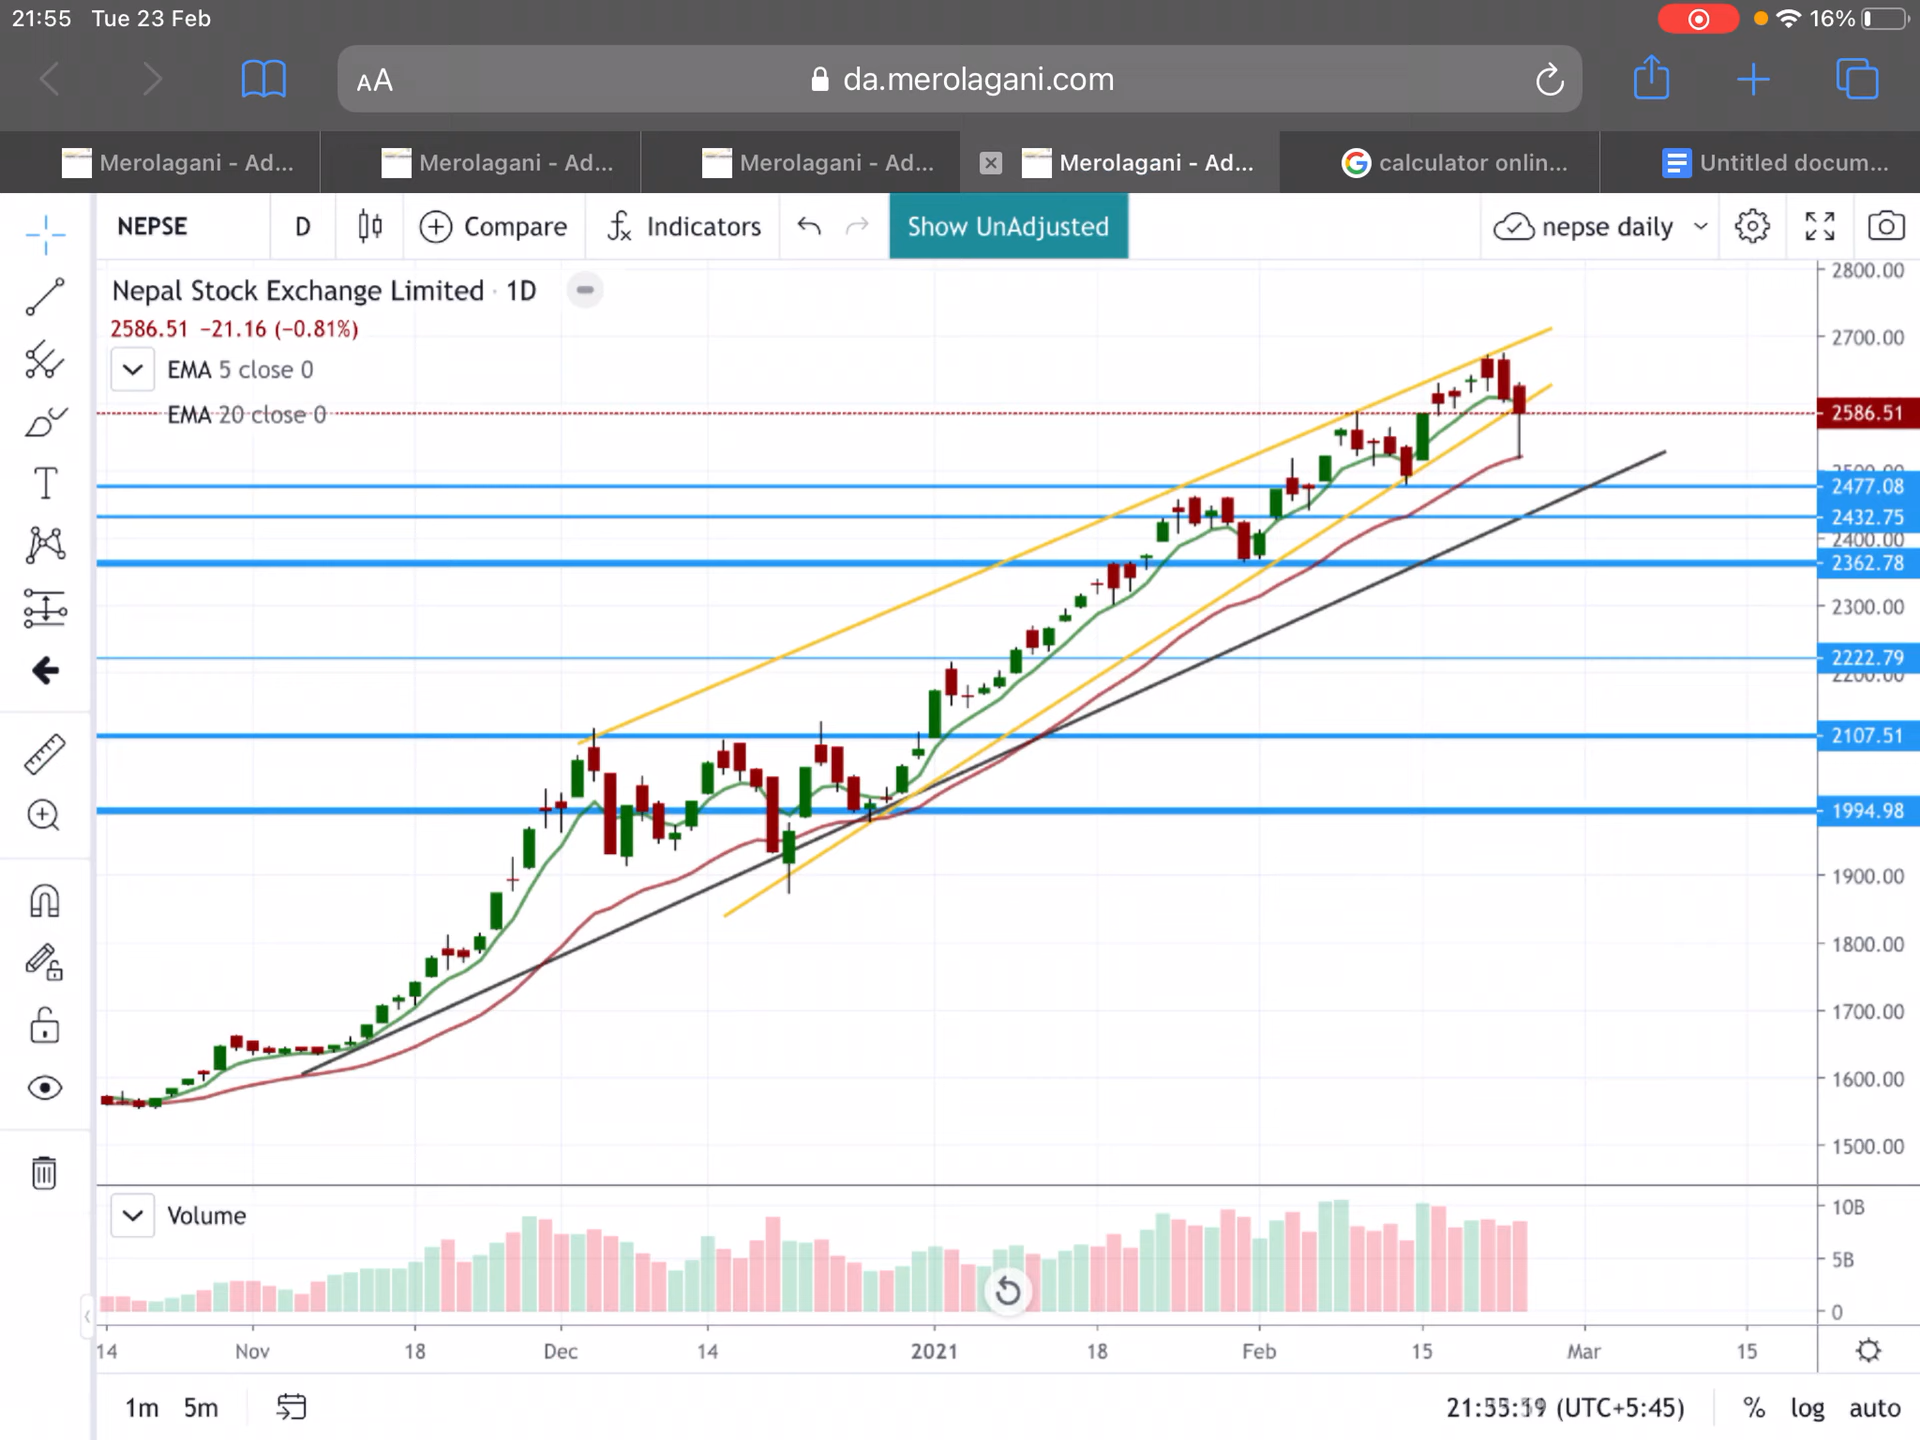 21:55 Tue 23 Feb
16%
AA da.merolagani.com
Merolagani - Ad... Merolagani - Ad... Merolagani - Ad... Merolagani - Ad... calculator onlin... Untitled docum...
NEPSE D Compare Indicators Show UnAdjusted nepse daily
Nepal Stock Exchange Limited · 1D
2586.51 −21.16 (−0.81%)
EMA 5 close 0
EMA 20 close 0
2800.00
2700.00
2586.51
2500.00
2477.08
2432.75
2400.00
2362.78
2300.00
2222.79
2200.00
2107.51
1994.98
1900.00
1800.00
1700.00
1600.00
1500.00
Volume
10B
5B
0
14 Nov 18 Dec 14 2021 18 Feb 15 Mar 15
1m 5m (UTC+5:45) % log auto